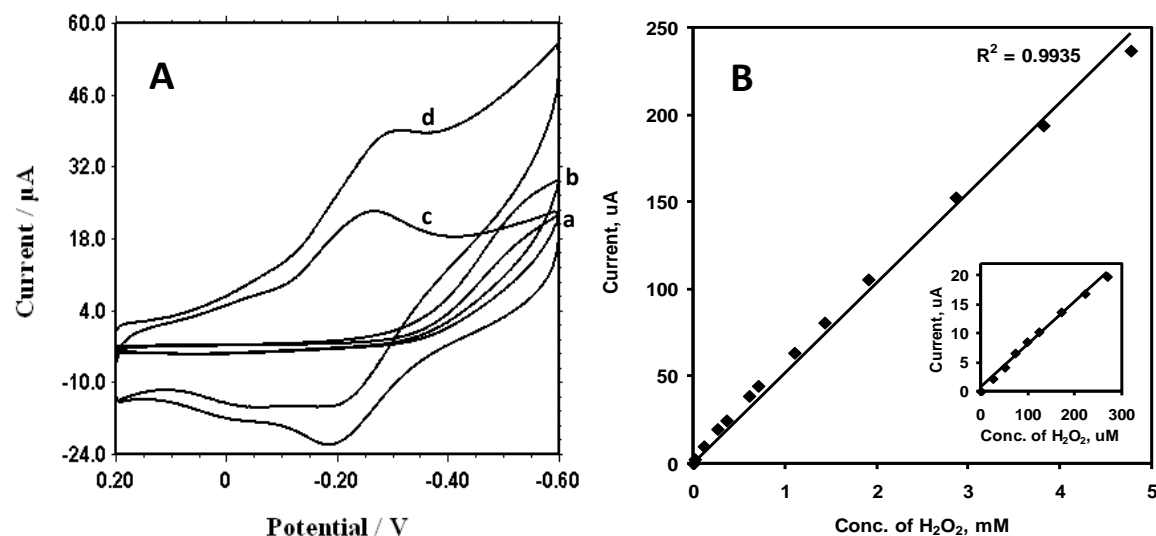 A
60.0
46.0
32.0
18.0
4.0
-10.0
-24.0
Current / µA
d
b
c
a
0.20
0
-0.20
-0.40
-0.60
Potential / V
B
R² = 0.9935
250
200
150
100
50
0
Current, uA
0
1
2
3
4
5
Conc. of H₂O₂, mM
20
15
10
5
0
Current, uA
0
100
200
300
Conc. of H₂O₂, uM